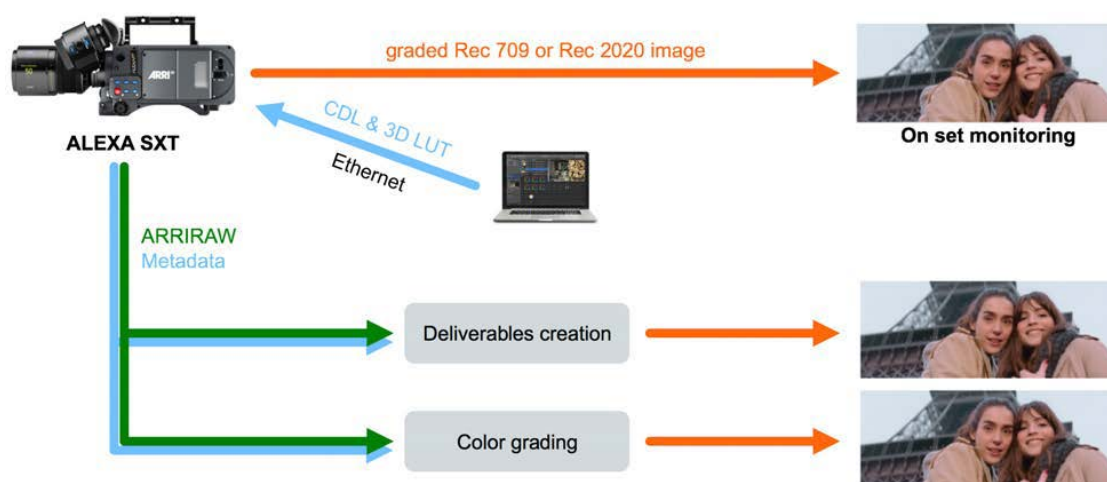 graded Rec 709 or Rec 2020 image
ARRI
ALEXA SXT
CDL & 3D LUT
Ethernet
On set monitoring
ARRIRAW
Metadata
Deliverables creation
Color grading